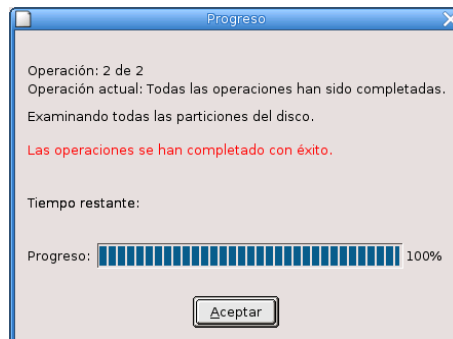 Progreso
Operación: 2 de 2
Operación actual: Todas las operaciones han sido completadas.
Examinando todas las particiones del disco.
Las operaciones se han completado con éxito.
Tiempo restante:
Progreso: 100%
Aceptar